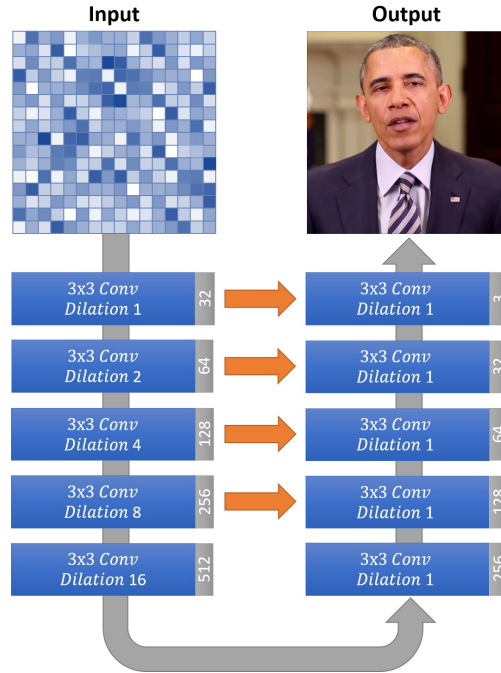 Input
Output
3x3 Conv
Dilation 1
32
3x3 Conv
Dilation 1
3
3x3 Conv
Dilation 2
64
3x3 Conv
Dilation 1
32
3x3 Conv
Dilation 4
128
3x3 Conv
Dilation 1
64
3x3 Conv
Dilation 8
256
3x3 Conv
Dilation 1
128
3x3 Conv
Dilation 16
512
3x3 Conv
Dilation 1
256